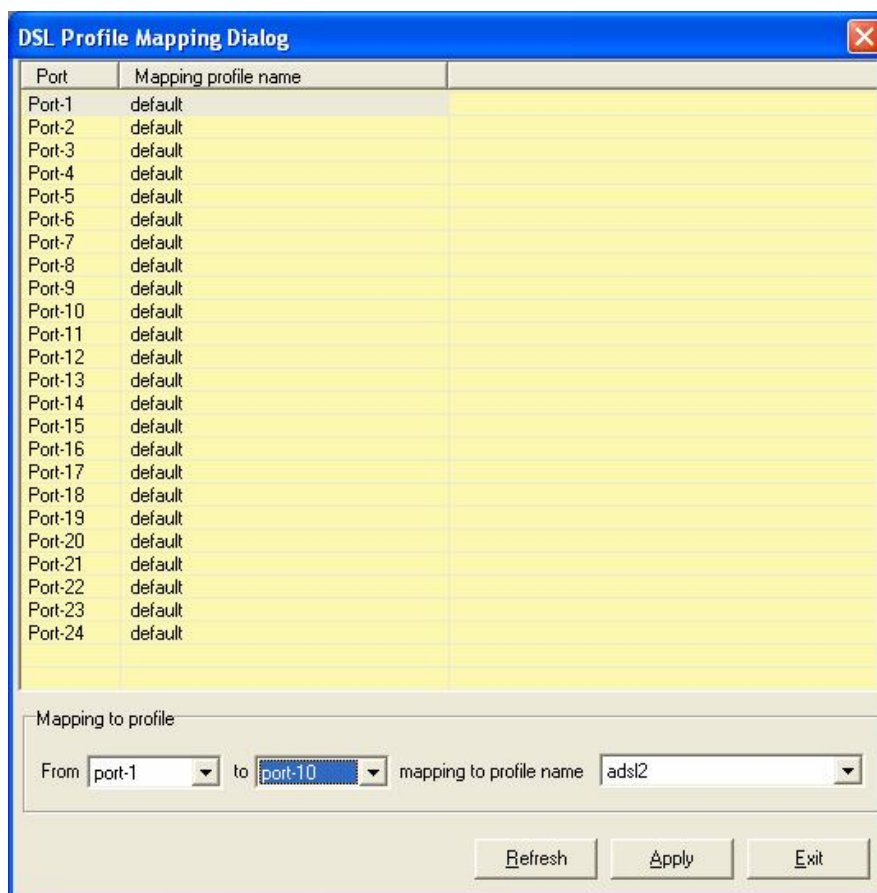 DSL Profile Mapping Dialog
Port Mapping profile name
Port-1 default
Port-2 default
Port-3 default
Port-4 default
Port-5 default
Port-6 default
Port-7 default
Port-8 default
Port-9 default
Port-10 default
Port-11 default
Port-12 default
Port-13 default
Port-14 default
Port-15 default
Port-16 default
Port-17 default
Port-18 default
Port-19 default
Port-20 default
Port-21 default
Port-22 default
Port-23 default
Port-24 default
Mapping to profile
From port-1 to port-10 mapping to profile name adsl2
Refresh Apply Exit